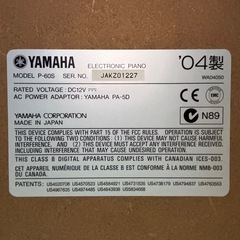 YAMAHA
ELECTRONIC PIANO
'04製
MODEL P-60S SERIAL NO. JAKZ01227
WA04050
RATED VOLTAGE : DC12V
AC POWER ADAPTOR: YAMAHA PA-5D
YAMAHA CORPORATION
MADE IN JAPAN
N89
THIS DEVICE COMPLIES WITH PART 15 OF THE FCC RULES.
OPERATION IS SUBJECT TO THE FOLLOWING TWO CONDITIONS:
(1) THIS DEVICE MAY NOT CAUSE HARMFUL INTERFERENCE, AND
(2) THIS DEVICE MUST ACCEPT ANY INTERFERENCE RECEIVED,
INCLUDING INTERFERENCE THAT MAY CAUSE UNDESIRED OPERATION.
THIS CLASS B DIGITAL APPARATUS COMPLIES WITH CANADIAN ICES-003.
CET APPAREIL NUMÉRIQUE DE LA CLASSE B EST CONFORME À LA NORME NMB-003 DU CANADA.